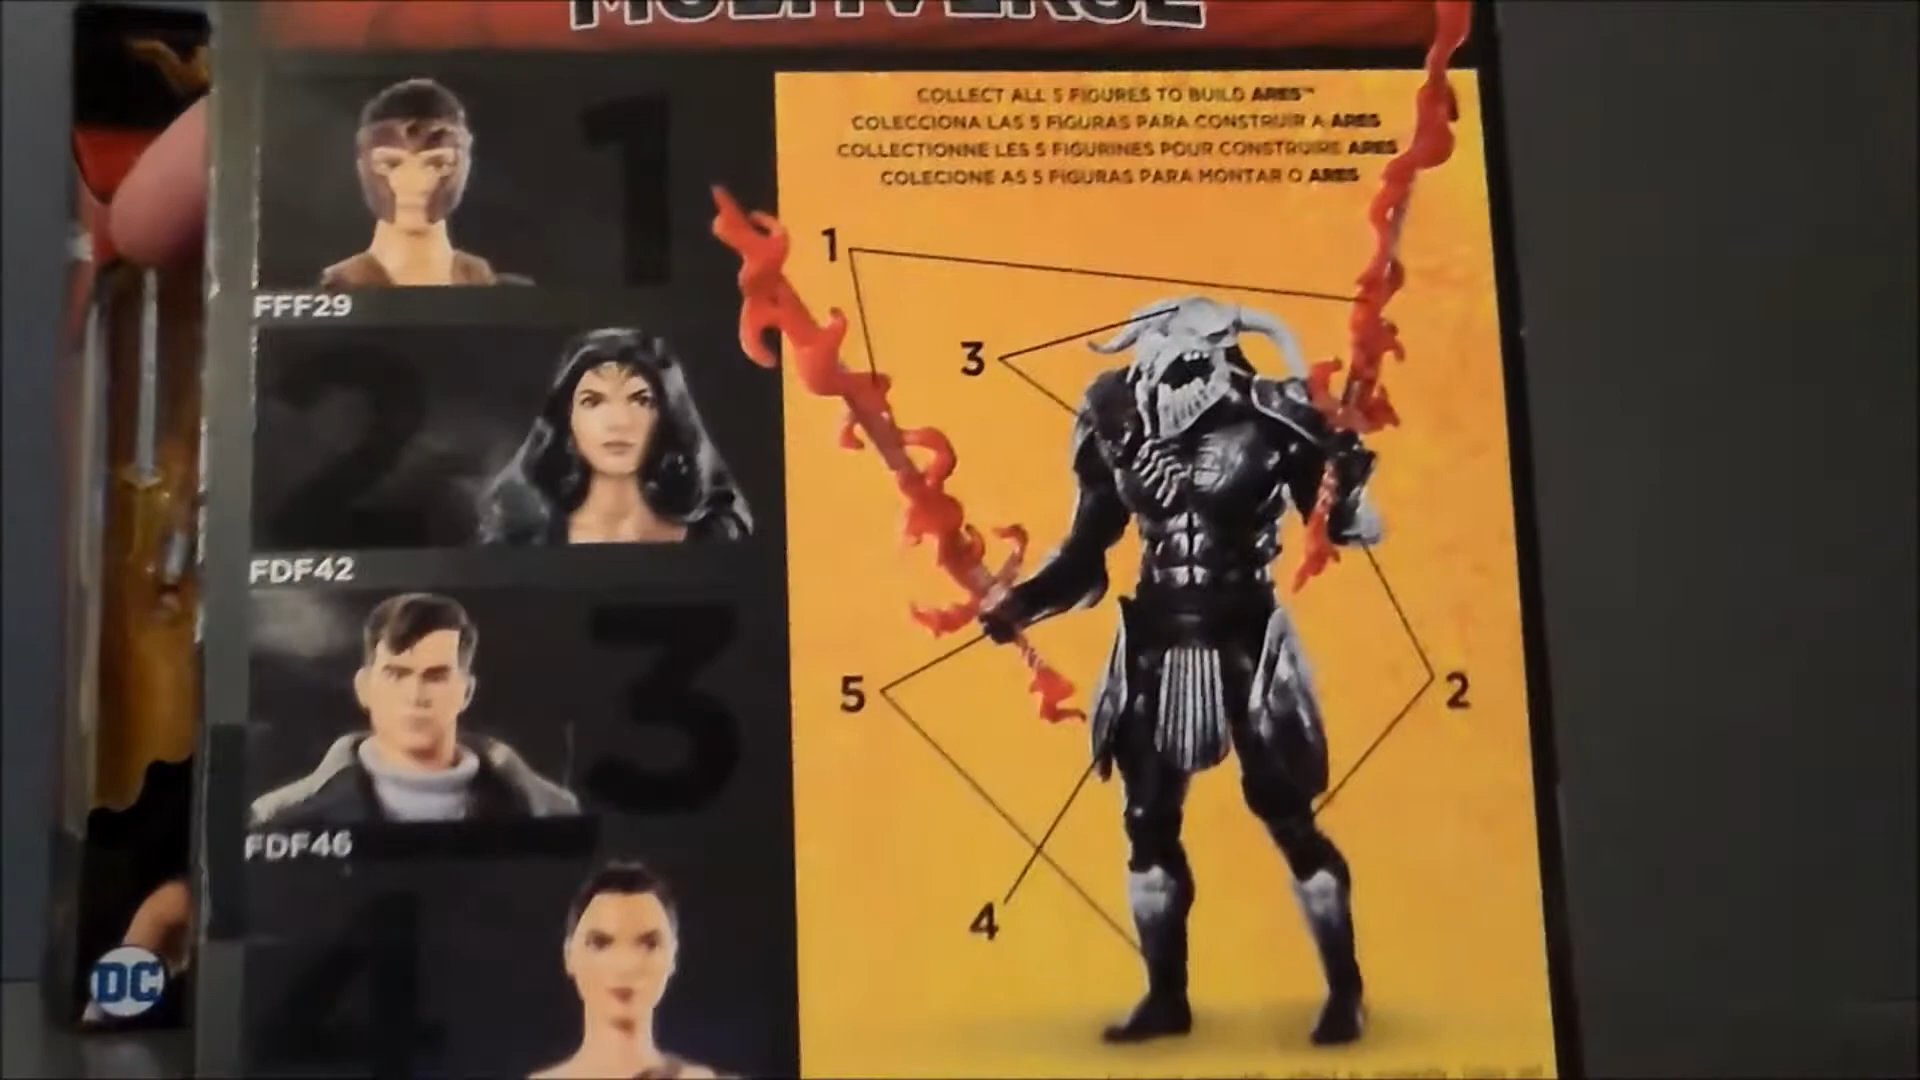 MULTIVERSE
COLLECT ALL 5 FIGURES TO BUILD ARES™
COLECCIONA LAS 5 FIGURAS PARA CONSTRUIR A ARES
COLLECTIONNE LES 5 FIGURINES POUR CONSTRUIRE ARES
COLECIONE AS 5 FIGURAS PARA MONTAR O ARES
1
FFF29
2
FDF42
3
FDF46
4
1
3
5
2
4
DC